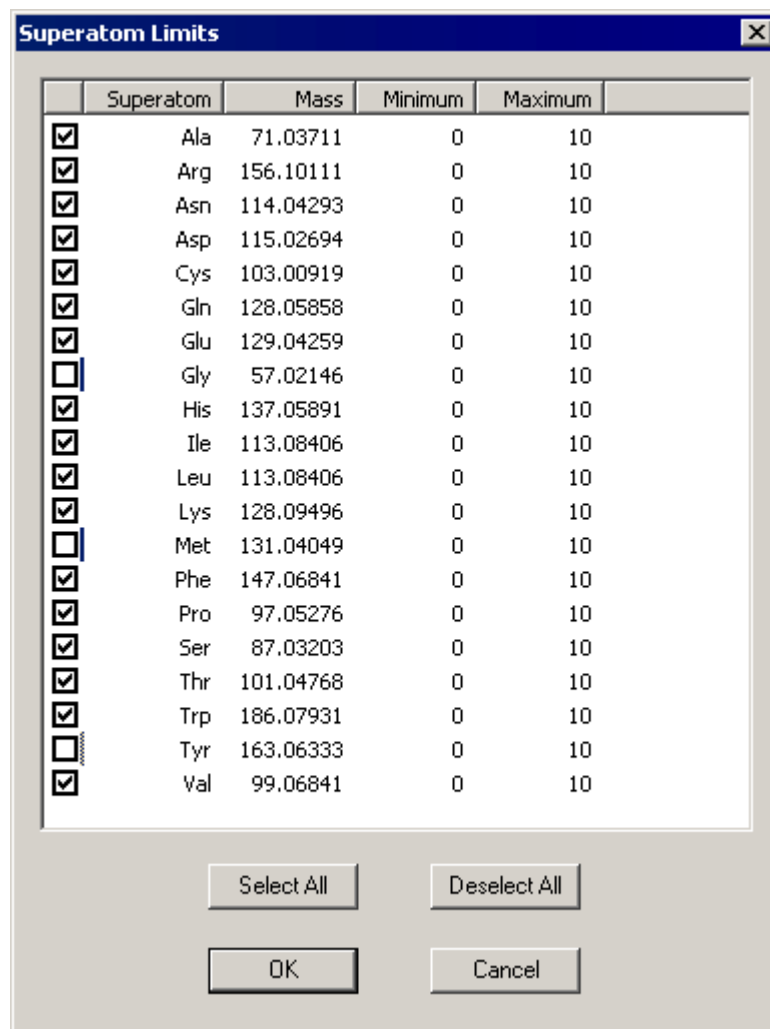 Superatom Limits
Superatom Mass Minimum Maximum
Ala 71.03711 0 10
Arg 156.10111 0 10
Asn 114.04293 0 10
Asp 115.02694 0 10
Cys 103.00919 0 10
Gln 128.05858 0 10
Glu 129.04259 0 10
Gly 57.02146 0 10
His 137.05891 0 10
Ile 113.08406 0 10
Leu 113.08406 0 10
Lys 128.09496 0 10
Met 131.04049 0 10
Phe 147.06841 0 10
Pro 97.05276 0 10
Ser 87.03203 0 10
Thr 101.04768 0 10
Trp 186.07931 0 10
Tyr 163.06333 0 10
Val 99.06841 0 10
Select All Deselect All
OK Cancel